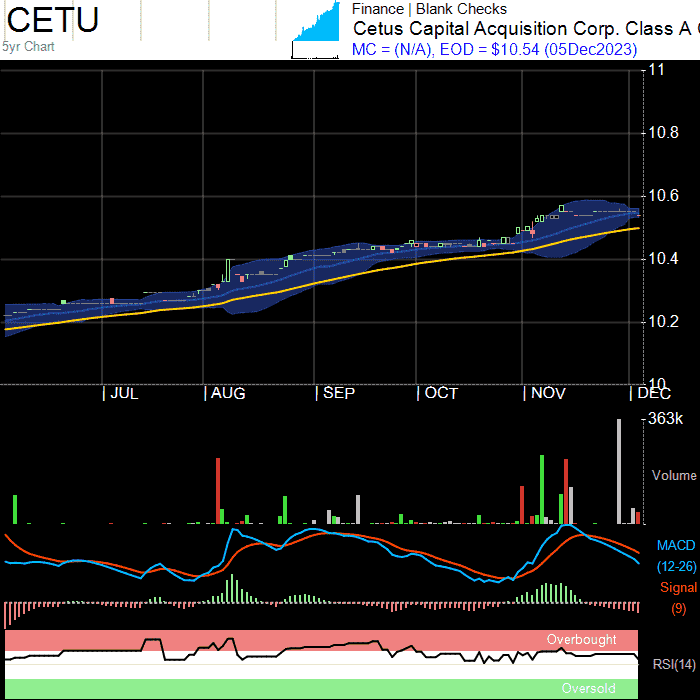 CETU
5yr Chart
Finance | Blank Checks
Cetus Capital Acquisition Corp. Class A
MC = (N/A), EOD = $10.54 (05Dec2023)
11
10.8
10.6
10.4
10.2
10
| JUL | AUG | SEP | OCT | NOV | DEC
363k
Volume
MACD
(12-26)
Signal
(9)
Overbought
RSI(14)
Oversold